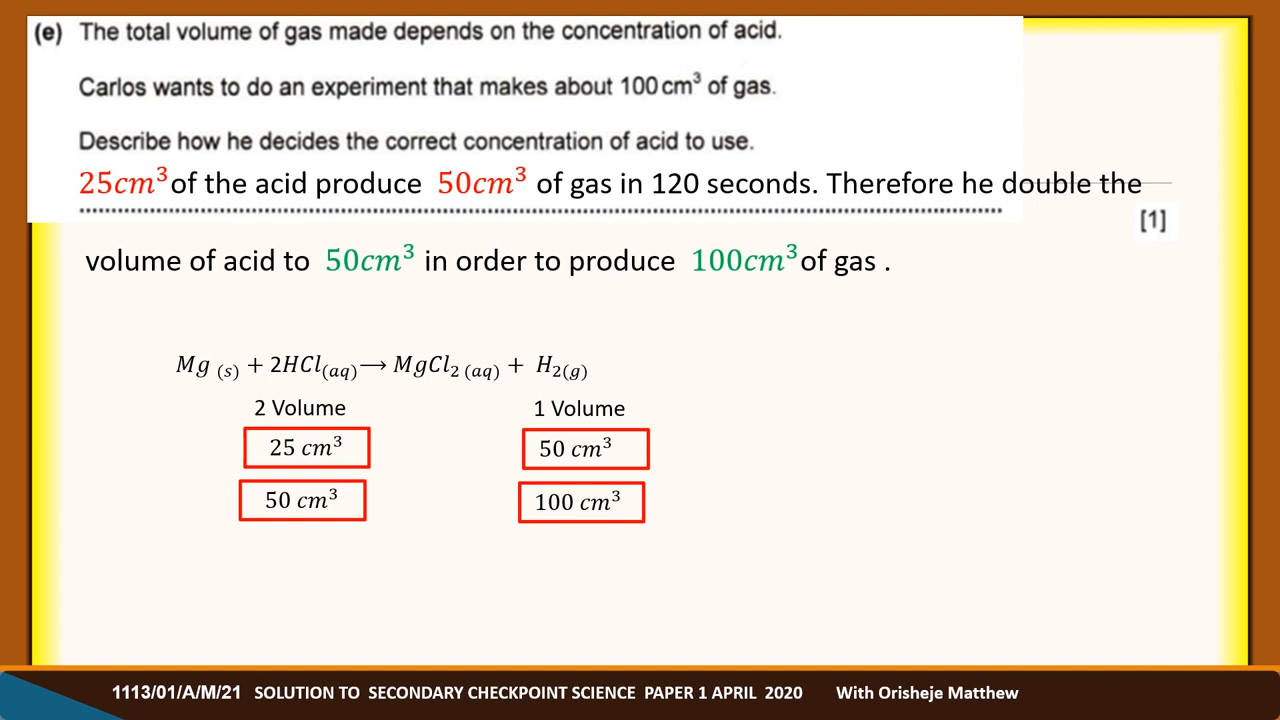 (e) The total volume of gas made depends on the concentration of acid.
Carlos wants to do an experiment that makes about 100 cm³ of gas.
Describe how he decides the correct concentration of acid to use.
25cm³ of the acid produce 50cm³ of gas in 120 seconds. Therefore he double the
[1]
volume of acid to 50cm³ in order to produce 100cm³ of gas .
Mg (s) + 2HCl(aq) ⟶ MgCl₂ (aq) + H₂(g)
2 Volume 1 Volume
25 cm³ 50 cm³
50 cm³ 100 cm³
1113/01/A/M/21 SOLUTION TO SECONDARY CHECKPOINT SCIENCE PAPER 1 APRIL 2020 With Orisheje Matthew